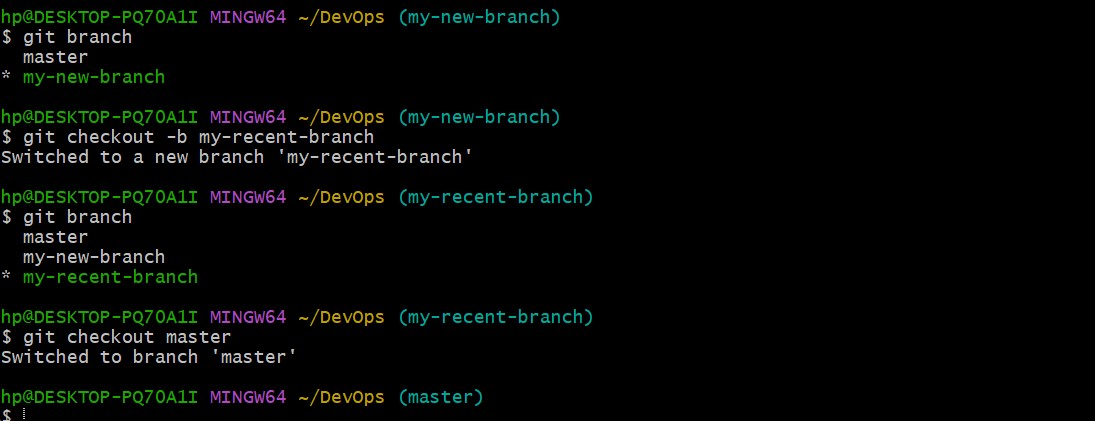 hp@DESKTOP-PQ70A1I MINGW64 ~/DevOps (my-new-branch)
$ git branch
  master
* my-new-branch

hp@DESKTOP-PQ70A1I MINGW64 ~/DevOps (my-new-branch)
$ git checkout -b my-recent-branch
Switched to a new branch 'my-recent-branch'

hp@DESKTOP-PQ70A1I MINGW64 ~/DevOps (my-recent-branch)
$ git branch
  master
  my-new-branch
* my-recent-branch

hp@DESKTOP-PQ70A1I MINGW64 ~/DevOps (my-recent-branch)
$ git checkout master
Switched to branch 'master'

hp@DESKTOP-PQ70A1I MINGW64 ~/DevOps (master)
$